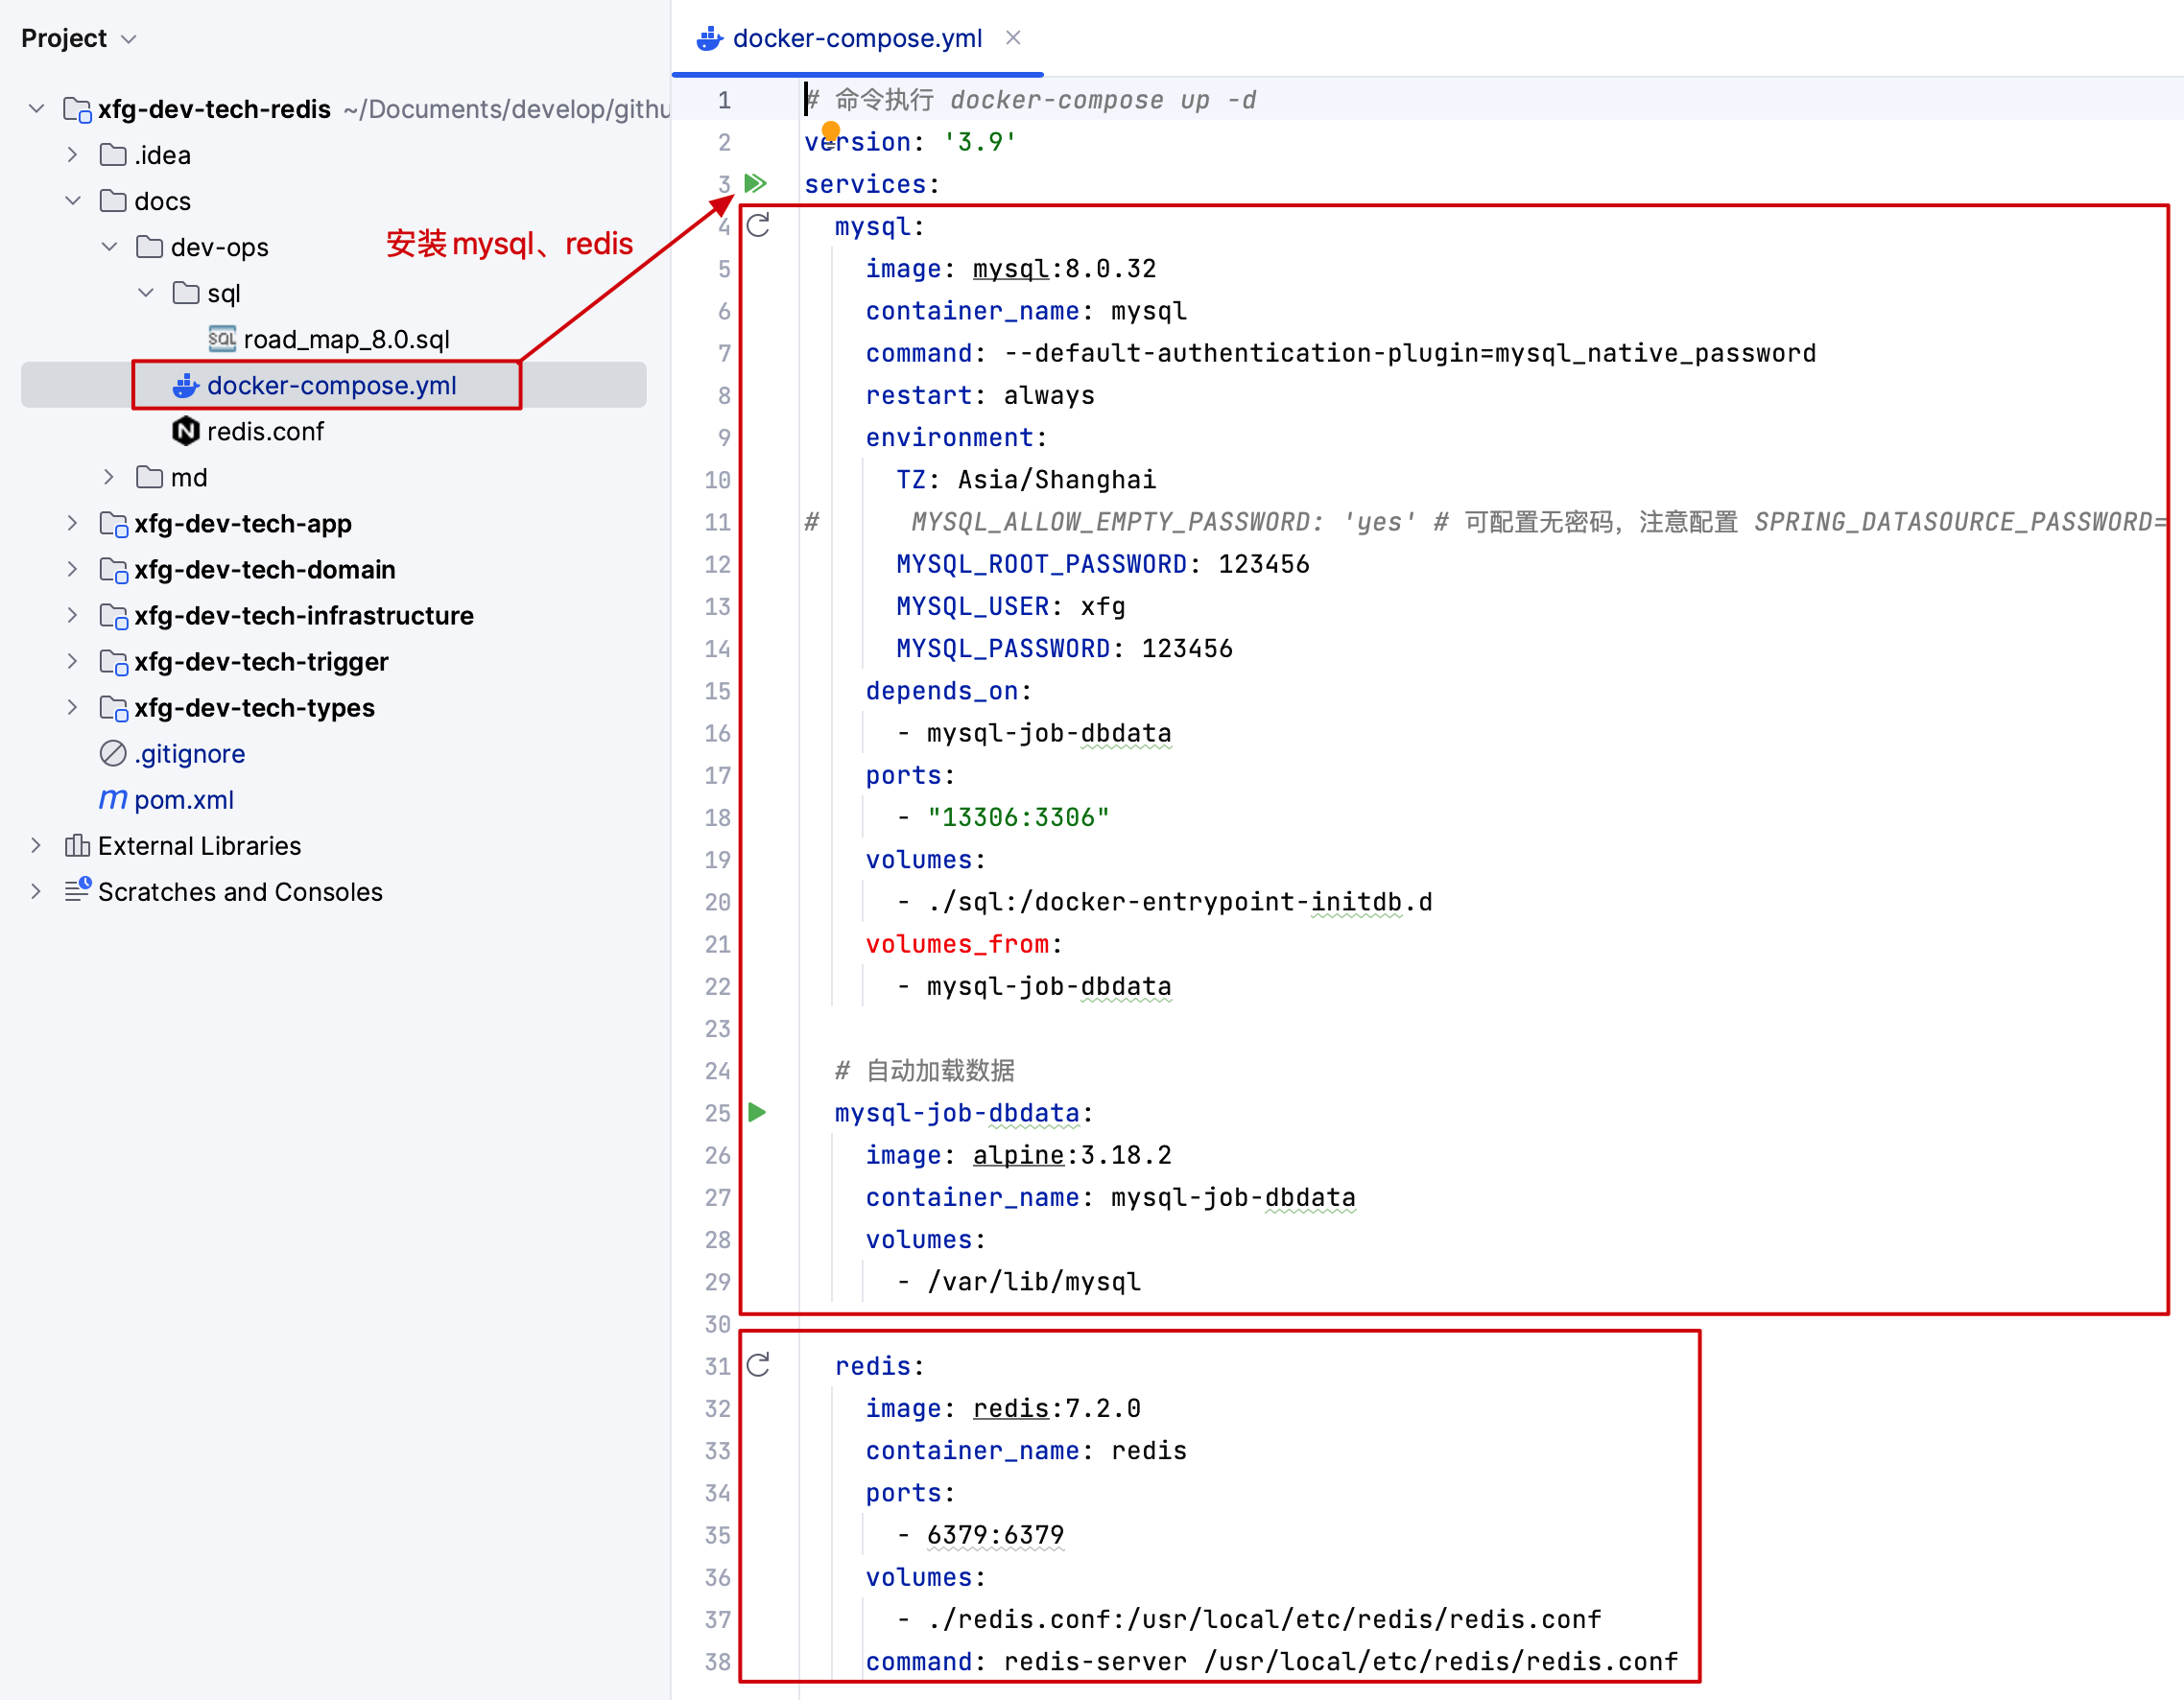 Project
xfg-dev-tech-redis ~/Documents/develop/githu
.idea
docs
dev-ops
安装mysql、redis
sql
road_map_8.0.sql
docker-compose.yml
redis.conf
md
xfg-dev-tech-app
xfg-dev-tech-domain
xfg-dev-tech-infrastructure
xfg-dev-tech-trigger
xfg-dev-tech-types
.gitignore
pom.xml
External Libraries
Scratches and Consoles
docker-compose.yml
1 # 命令执行 docker-compose up -d
2 version: '3.9'
3 services:
4 mysql:
5 image: mysql:8.0.32
6 container_name: mysql
7 command: --default-authentication-plugin=mysql_native_password
8 restart: always
9 environment:
10 TZ: Asia/Shanghai
11 # MYSQL_ALLOW_EMPTY_PASSWORD: 'yes' # 可配置无密码，注意配置 SPRING_DATASOURCE_PASSWORD=
12 MYSQL_ROOT_PASSWORD: 123456
13 MYSQL_USER: xfg
14 MYSQL_PASSWORD: 123456
15 depends_on:
16 - mysql-job-dbdata
17 ports:
18 - "13306:3306"
19 volumes:
20 - ./sql:/docker-entrypoint-initdb.d
21 volumes_from:
22 - mysql-job-dbdata
23
24 # 自动加载数据
25 mysql-job-dbdata:
26 image: alpine:3.18.2
27 container_name: mysql-job-dbdata
28 volumes:
29 - /var/lib/mysql
30
31 redis:
32 image: redis:7.2.0
33 container_name: redis
34 ports:
35 - 6379:6379
36 volumes:
37 - ./redis.conf:/usr/local/etc/redis/redis.conf
38 command: redis-server /usr/local/etc/redis/redis.conf